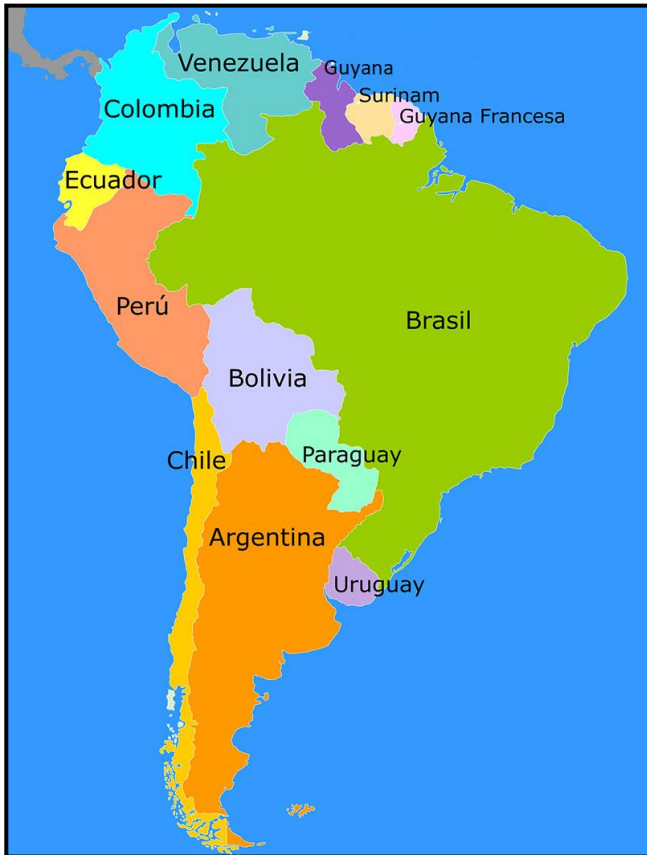 Venezuela
Guyana
Surinam
Guyana Francesa
Colombia
Ecuador
Perú
Brasil
Bolivia
Paraguay
Chile
Argentina
Uruguay